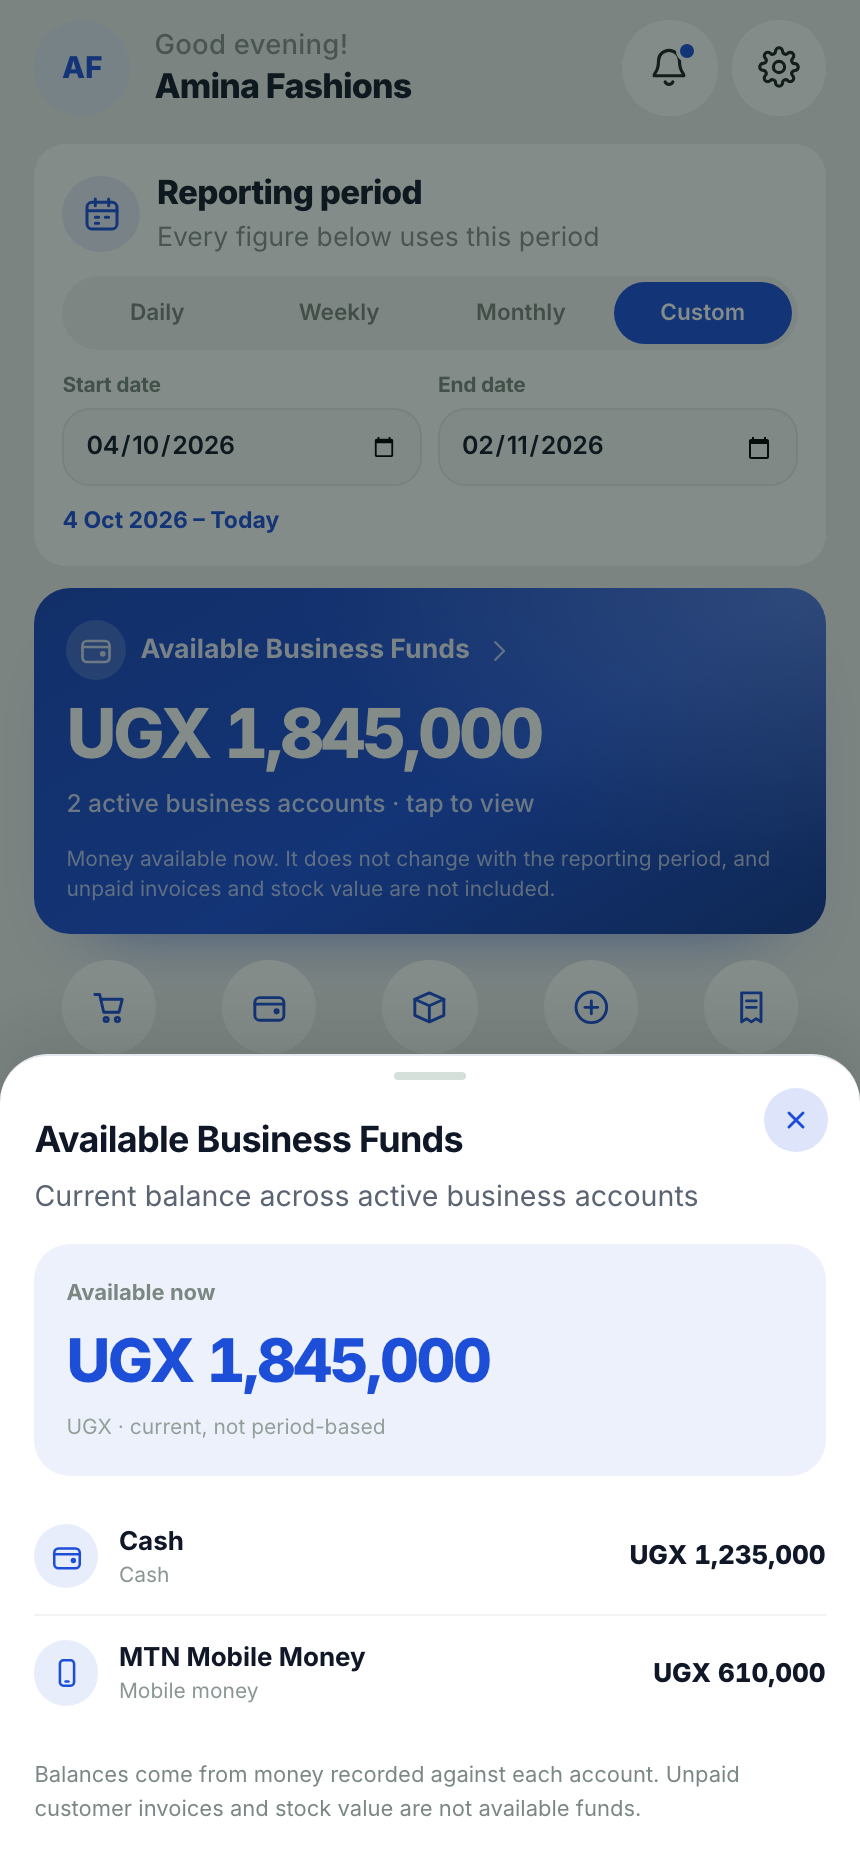 AF
Good evening!
Amina Fashions
Reporting period
Every figure below uses this period
Daily
Weekly
Monthly
Custom
Start date
End date
04/10/2026
02/11/2026
4 Oct 2026 – Today
Available Business Funds
UGX 1,845,000
2 active business accounts · tap to view
Money available now. It does not change with the reporting period, and
unpaid invoices and stock value are not included.
Available Business Funds
Current balance across active business accounts
Available now
UGX 1,845,000
UGX · current, not period-based
Cash
Cash
UGX 1,235,000
MTN Mobile Money
Mobile money
UGX 610,000
Balances come from money recorded against each account. Unpaid
customer invoices and stock value are not available funds.